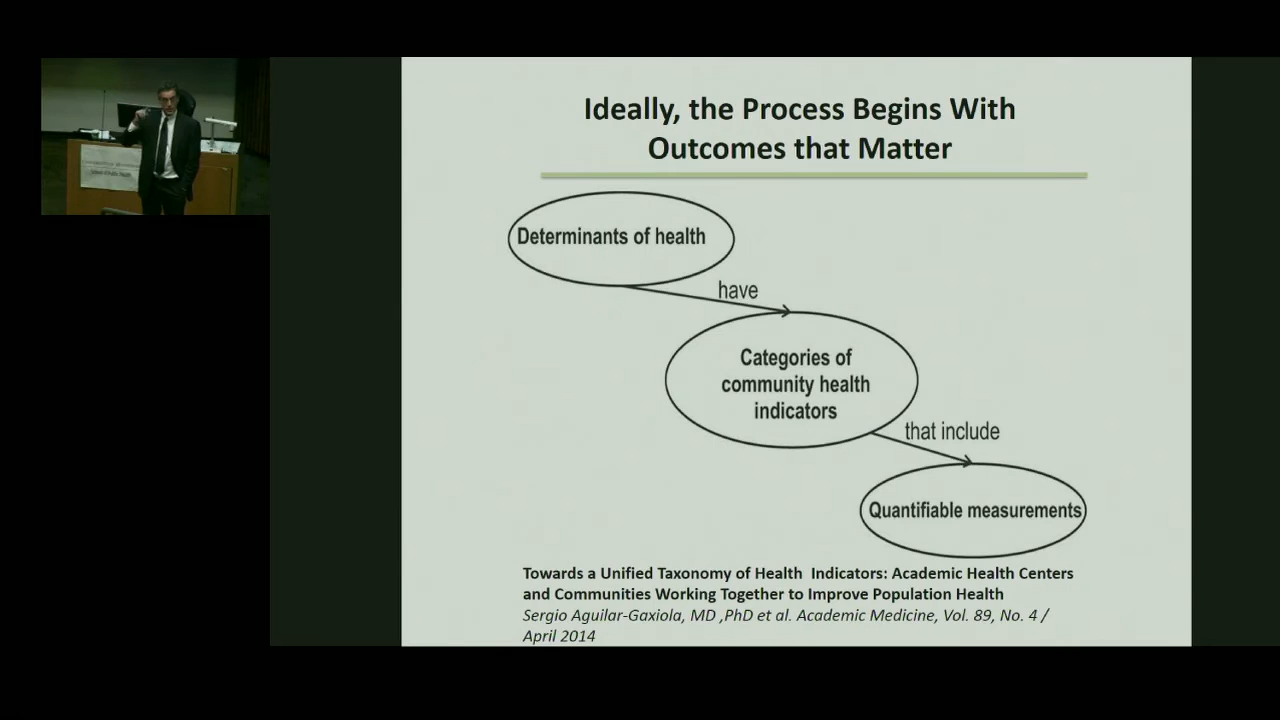 Ideally, the Process Begins With
Outcomes that Matter
Determinants of health
have
Categories of
community health
indicators
that include
Quantifiable measurements
Towards a Unified Taxonomy of Health Indicators: Academic Health Centers
and Communities Working Together to Improve Population Health
Sergio Aguilar-Gaxiola, MD ,PhD et al. Academic Medicine, Vol. 89, No. 4 /
April 2014